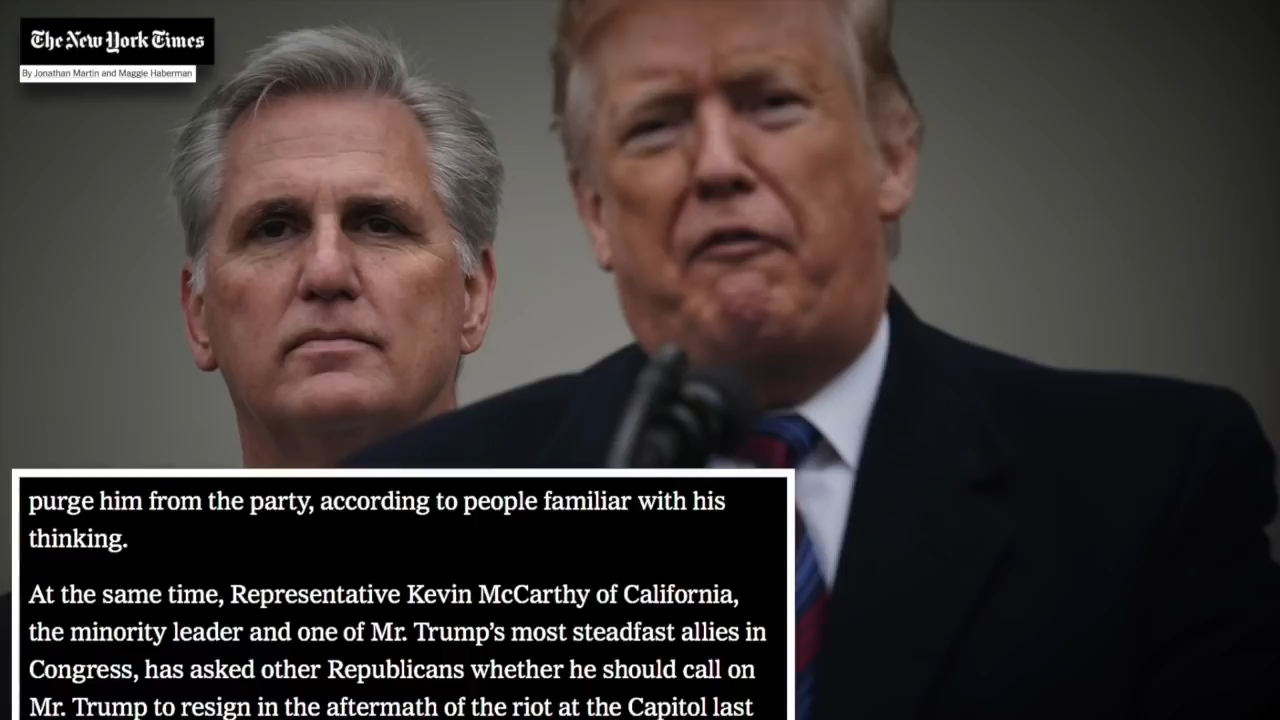 The New York Times
By Jonathan Martin and Maggie Haberman
purge him from the party, according to people familiar with his
thinking.
At the same time, Representative Kevin McCarthy of California,
the minority leader and one of Mr. Trump’s most steadfast allies in
Congress, has asked other Republicans whether he should call on
Mr. Trump to resign in the aftermath of the riot at the Capitol last